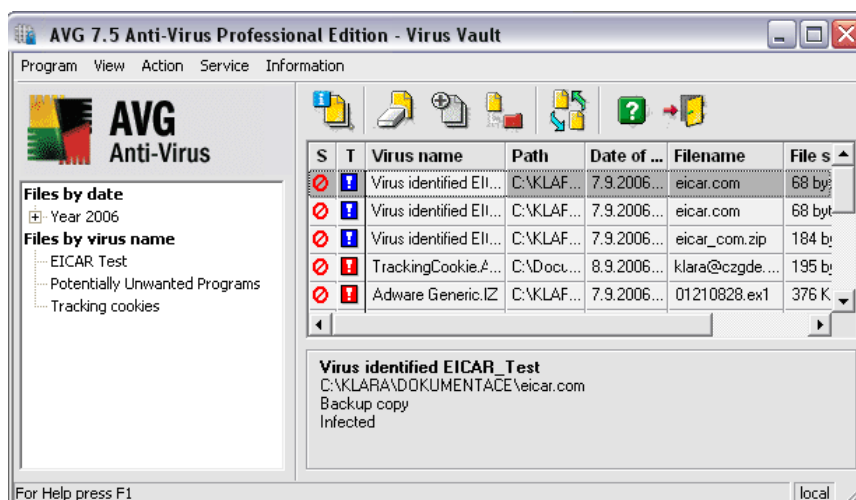 AVG 7.5 Anti-Virus Professional Edition - Virus Vault
Program View Action Service Information
AVG
Anti-Virus
Files by date
Year 2006
Files by virus name
EICAR Test
Potentially Unwanted Programs
Tracking cookies
S T Virus name Path Date of ... Filename File s
Virus identified EI(... C:\KLAF... 7.9.2006... eicar.com 68 by
Virus identified EI(... C:\KLAF... 7.9.2006... eicar.com 68 byt
Virus identified EI(... C:\KLAF... 7.9.2006... eicar_com.zip 184 by
TrackingCookie.A... C:\Docu... 8.9.2006... klara@czgde.... 195 by
Adware Generic.IZ C:\KLAF... 7.9.2006... 01210828.ex1 376 K
Virus identified EICAR_Test
C:\KLARA\DOKUMENTACE\eicar.com
Backup copy
Infected
For Help press F1
local